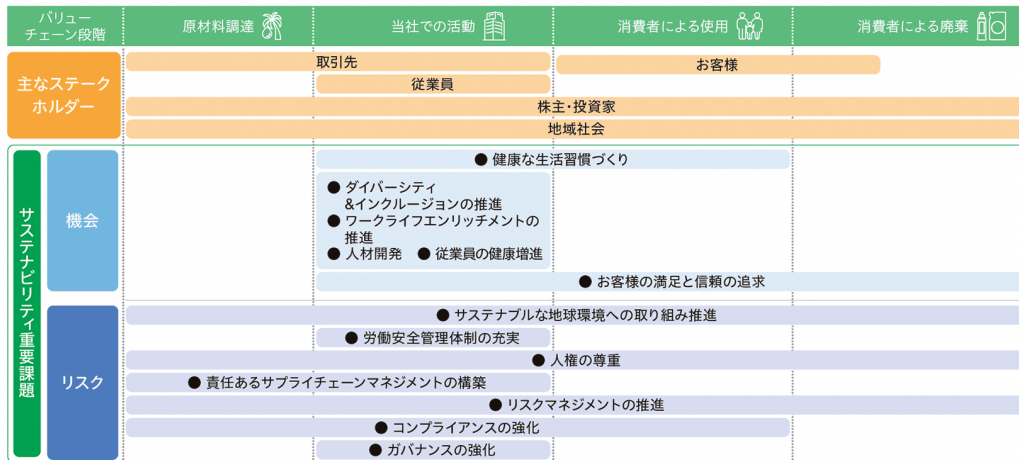 バリュー
チェーン段階
原材料調達
当社での活動
消費者による使用
消費者による廃棄
主なステーク
ホルダー
取引先
お客様
従業員
株主・投資家
地域社会
サステナビリティ重要課題
機会
● 健康な生活習慣づくり
● ダイバーシティ
&インクルージョンの推進
● ワークライフエンリッチメントの
推進
● 人材開発 ● 従業員の健康増進
● お客様の満足と信頼の追求
リスク
● サステナブルな地球環境への取り組み推進
● 労働安全管理体制の充実
● 人権の尊重
● 責任あるサプライチェーンマネジメントの構築
● リスクマネジメントの推進
● コンプライアンスの強化
● ガバナンスの強化